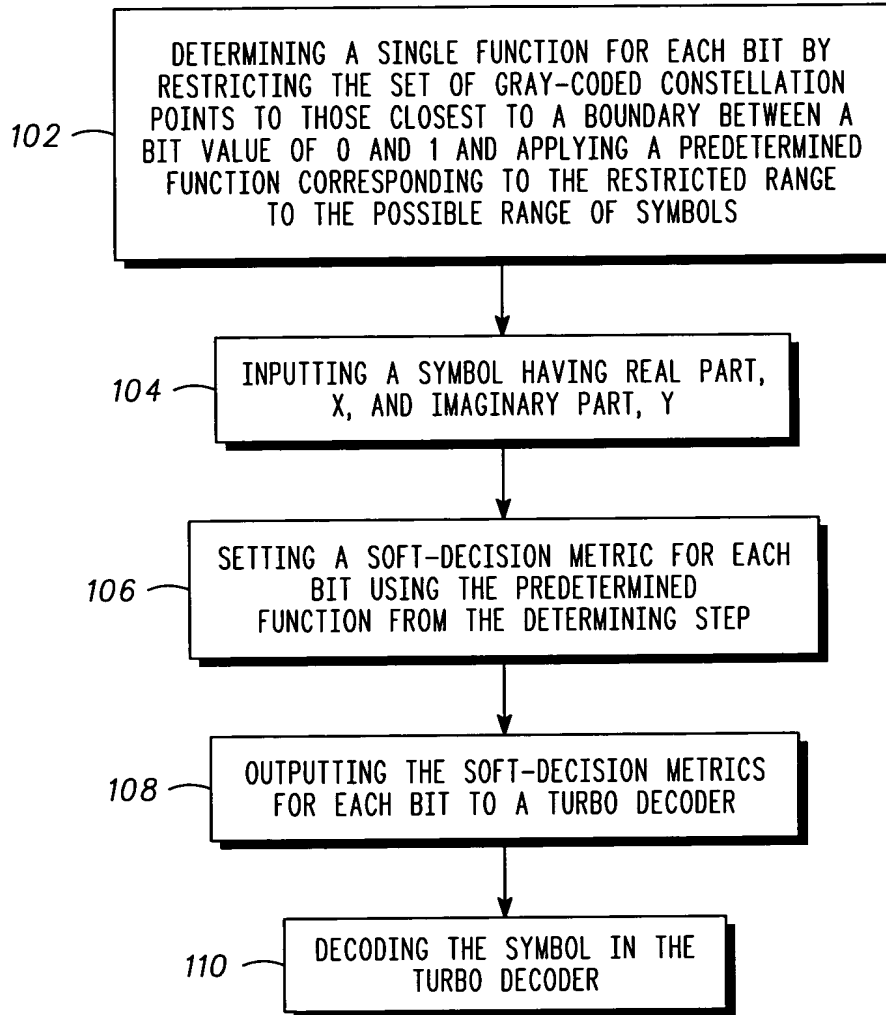 DETERMINING A SINGLE FUNCTION FOR EACH BIT BY
RESTRICTING THE SET OF GRAY-CODED CONSTELLATION
POINTS TO THOSE CLOSEST TO A BOUNDARY BETWEEN A
BIT VALUE OF 0 AND 1 AND APPLYING A PREDETERMINED
FUNCTION CORRESPONDING TO THE RESTRICTED RANGE
TO THE POSSIBLE RANGE OF SYMBOLS
102
INPUTTING A SYMBOL HAVING REAL PART,
X, AND IMAGINARY PART, Y
104
SETTING A SOFT-DECISION METRIC FOR EACH
BIT USING THE PREDETERMINED
FUNCTION FROM THE DETERMINING STEP
106
OUTPUTTING THE SOFT-DECISION METRICS
FOR EACH BIT TO A TURBO DECODER
108
DECODING THE SYMBOL IN THE
TURBO DECODER
110